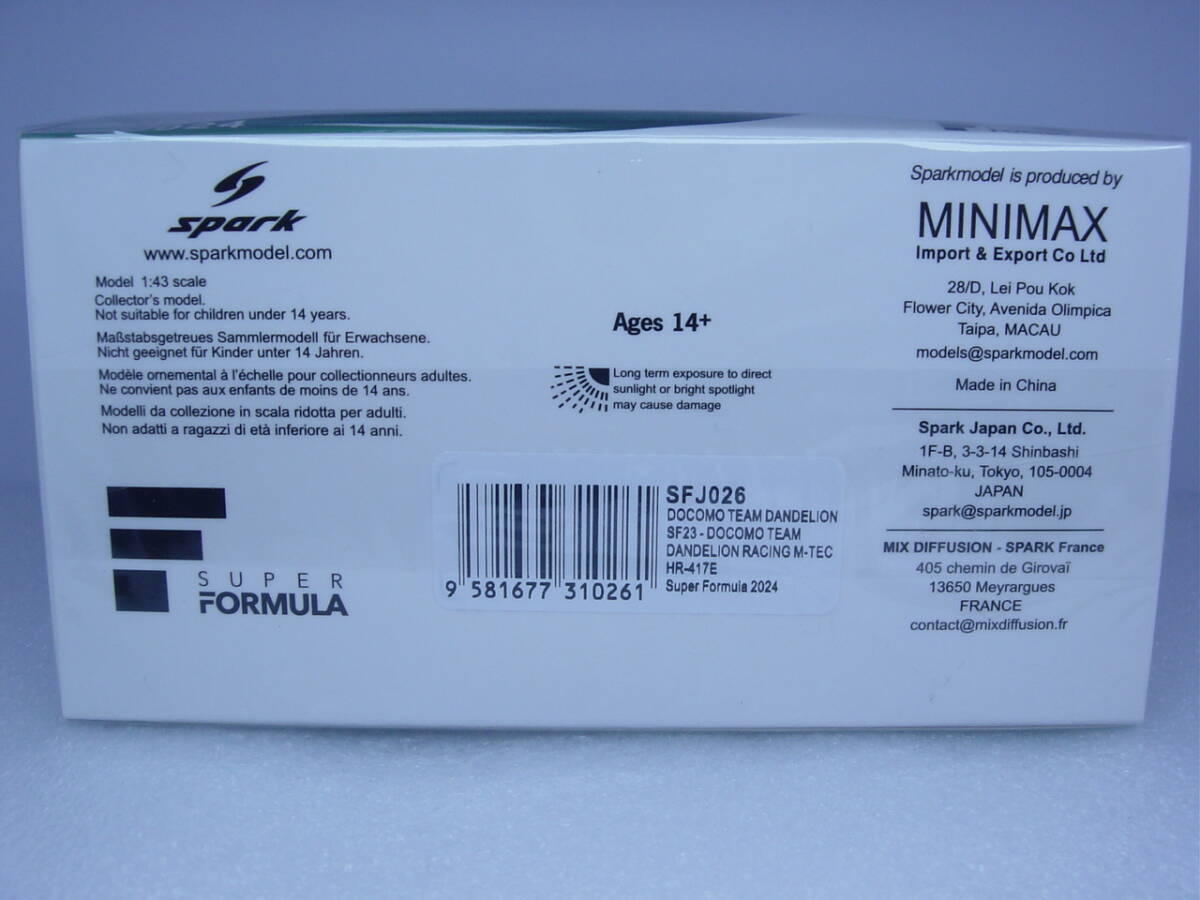 spark
www.sparkmodel.com
Model 1:43 scale
Collector's model.
Not suitable for children under 14 years.
Maßstabsgetreues Sammlermodell für Erwachsene.
Nicht geeignet für Kinder unter 14 Jahren.
Modèle ornemental à l'échelle pour collectionneurs adultes.
Ne convient pas aux enfants de moins de 14 ans.
Modelli da collezione in scala ridotta per adulti.
Non adatti a ragazzi di età inferiore ai 14 anni.
SUPER
FORMULA
Ages 14+
Long term exposure to direct
sunlight or bright spotlight
may cause damage
9 581677 310261
SFJ026
DOCOMO TEAM DANDELION
SF23 - DOCOMO TEAM
DANDELION RACING M-TEC
HR-417E
Super Formula 2024
Sparkmodel is produced by
MINIMAX
Import & Export Co Ltd
28/D, Lei Pou Kok
Flower City, Avenida Olimpica
Taipa, MACAU
models@sparkmodel.com
Made in China
Spark Japan Co., Ltd.
1F-B, 3-3-14 Shinbashi
Minato-ku, Tokyo, 105-0004
JAPAN
spark@sparkmodel.jp
MIX DIFFUSION - SPARK France
405 chemin de Girovaï
13650 Meyrargues
FRANCE
contact@mixdiffusion.fr